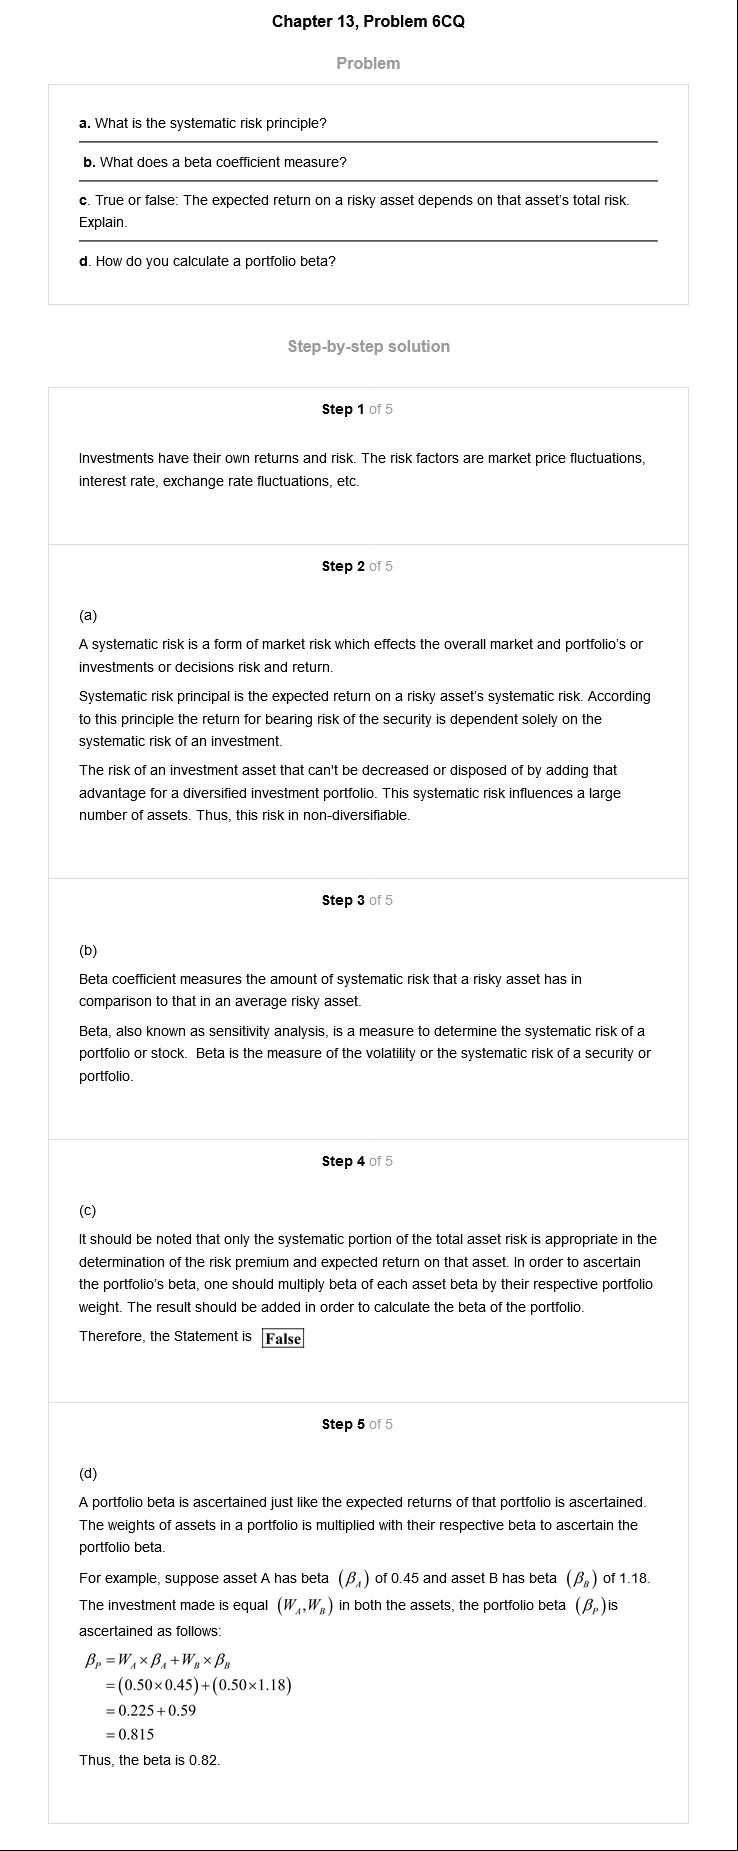 Chapter 13, Problem 6CQ
Problem
a. What is the systematic risk principle?
b. What does a beta coefficient measure?
c. True or false: The expected return on a risky asset depends on that asset's total risk.
Explain.
d. How do you calculate a portfolio beta?
Step-by-step solution
Step 1 of 5
Investments have their own returns and risk. The risk factors are market price fluctuations,
interest rate, exchange rate fluctuations, etc.
Step 2 of 5
(a)
A systematic risk is a form of market risk which effects the overall market and portfolio's or
investments or decisions risk and return.
Systematic risk principal is the expected return on a risky asset's systematic risk. According
to this principle the return for bearing risk of the security is dependent solely on the
systematic risk of an investment.
The risk of an investment asset that can't be decreased or disposed of by adding that
advantage for a diversified investment portfolio. This systematic risk influences a large
number of assets. Thus, this risk in non-diversifiable.
Step 3 of 5
(b)
Beta coefficient measures the amount of systematic risk that a risky asset has in
comparison to that in an average risky asset.
Beta, also known as sensitivity analysis, is a measure to determine the systematic risk of a
portfolio or stock. Beta is the measure of the volatility or the systematic risk of a security or
portfolio.
Step 4 of 5
(c)
It should be noted that only the systematic portion of the total asset risk is appropriate in the
determination of the risk premium and expected return on that asset. In order to ascertain
the portfolio's beta, one should multiply beta of each asset beta by their respective portfolio
weight. The result should be added in order to calculate the beta of the portfolio.
Therefore, the Statement is False
Step 5 of 5
(d)
A portfolio beta is ascertained just like the expected returns of that portfolio is ascertained.
The weights of assets in a portfolio is multiplied with their respective beta to ascertain the
portfolio beta.
For example, suppose asset A has beta (β_A) of 0.45 and asset B has beta (β_B) of 1.18.
The investment made is equal (W_A,W_B) in both the assets, the portfolio beta (β_P)is
ascertained as follows:
β_P = W_A × β_A + W_B × β_B
= (0.50×0.45)+(0.50×1.18)
= 0.225+0.59
= 0.815
Thus, the beta is 0.82.